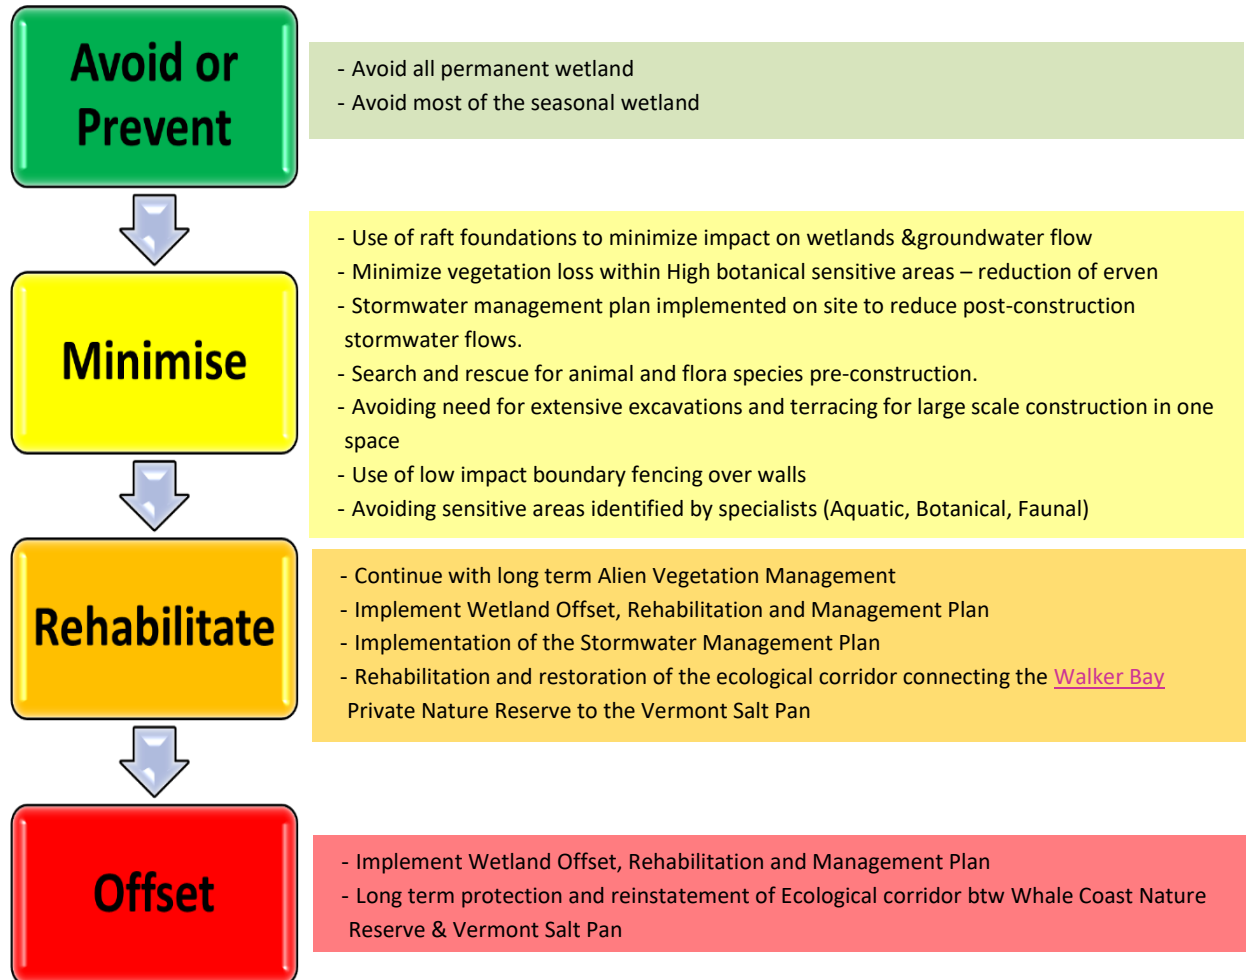 Avoid or
Prevent
- Avoid all permanent wetland
- Avoid most of the seasonal wetland
Minimise
- Use of raft foundations to minimize impact on wetlands &groundwater flow
- Minimize vegetation loss within High botanical sensitive areas – reduction of erven
- Stormwater management plan implemented on site to reduce post-construction
stormwater flows.
- Search and rescue for animal and flora species pre-construction.
- Avoiding need for extensive excavations and terracing for large scale construction in one
space
- Use of low impact boundary fencing over walls
- Avoiding sensitive areas identified by specialists (Aquatic, Botanical, Faunal)
Rehabilitate
- Continue with long term Alien Vegetation Management
- Implement Wetland Offset, Rehabilitation and Management Plan
- Implementation of the Stormwater Management Plan
- Rehabilitation and restoration of the ecological corridor connecting the Walker Bay
Private Nature Reserve to the Vermont Salt Pan
Offset
- Implement Wetland Offset, Rehabilitation and Management Plan
- Long term protection and reinstatement of Ecological corridor btw Whale Coast Nature
Reserve & Vermont Salt Pan